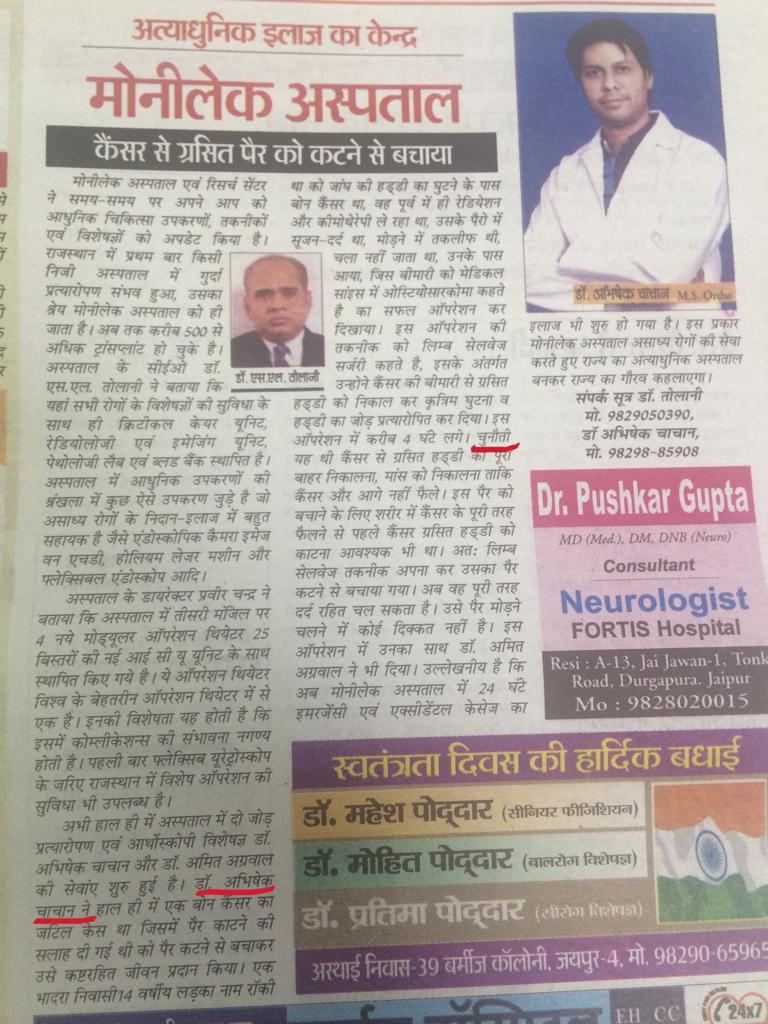 अत्याधुनिक इलाज का केन्द्र
मोनीलेक अस्पताल
कैंसर से ग्रसित पैर को कटने से बचाया
मोनीलेक अस्पताल एवं रिसर्च सेंटर
ने समय-समय पर अपने आप को
आधुनिक चिकित्सा उपकरणों, तकनीकों
एवं विशेषज्ञों को अपडेट किया है।
राजस्थान में प्रथम बार किसी
निजी अस्पताल में गुर्दा
प्रत्यारोपण संभव हुआ, उसका
श्रेय मोनीलेक अस्पताल को ही
जाता है। अब तक करीब 500 से
अधिक ट्रांसप्लांट हो चुके है।
अस्पताल के सीईओ डॉ.
एस.एल. तोलानी ने बताया कि
यहां सभी रोगों के विशेषज्ञों की सुविधा के
साथ ही क्रिटीकल केयर यूनिट,
रेडियोलोजी एवं इमेजिंग यूनिट,
पेथोलोजी लैब एवं ब्लड बैंक स्थापित है।
अस्पताल में आधुनिक उपकरणों की
श्रंखला में कुछ ऐसे उपकरण जुड़े है जो
असाध्य रोगों के निदान-इलाज में बहुत
सहायक है जैसे एंडोस्कोपिक कैमरा इमेज
वन एचडी, होलियम लेजर मशीन और
फ्लेक्सिबल एंडोस्कोप आदि।
अस्पताल के डायरेक्टर प्रवीर चन्द्र ने
बताया कि अस्पताल में तीसरी मंजिल पर
4 नये मोड्यूलर ऑपरेशन थियेटर 25
बिस्तरों की नई आई सी यू यूनिट के साथ
स्थापित किए गये है। ये ऑपरेशन थियेटर
विश्व के बेहतरीन ऑपरेशन थियेटर में से
एक है। इनकी विशेषता यह होती है कि
इसमें कोम्लीकेशन्स की संभावना नगण्य
होती है। पहली बार फ्लेक्सिब यूरेट्रोस्कोप
के जरिए राजस्थान में विशेष ऑपरेशन की
सुविधा भी उपलब्ध है।
अभी हाल ही में अस्पताल में दो जोड़
प्रत्यारोपण एवं आर्थोस्कोपी विशेषज्ञ डॉ.
अभिषेक चाचान और डॉ. अमित अग्रवाल
की सेवाएं शुरु हुई है। डॉ. अभिषेक
चाचान ने हाल ही में एक बोन कैंसर का
जटिल केस था जिसमें पैर काटने की
सलाह दी गई थी को पैर कटने से बचाकर
उसे कष्टरहित जीवन प्रदान किया। एक
भादरा निवासी14 वर्षीय लड़का नाम रॉकी
डॉ. एस.एल. तोलानी
था को जांघ की हड्डी का घुटने के पास
बोन कैंसर था, वह पूर्व में ही रेडियेशन
और कीमोथेरेपी ले रहा था, उसके पैरो में
सूजन-दर्द था, मोड़ने में तकलीफ थी,
चला नहीं जाता था, उनके पास
आया, जिस बीमारी को मेडिकल
सांइस में ओस्टियोसारकोमा कहते
है का सफल ऑपरेशन कर
दिखाया। इस ऑपरेशन की
तकनीक को लिम्ब सेलवेज
सर्जरी कहते है, इसके अंतर्गत
उन्होने कैंसर की बीमारी से ग्रसित
हड्डी को निकाल कर कृत्रिम घुटना व
हड्डी का जोड़ प्रत्यारोपित कर दिया। इस
ऑपरेशन में करीब 4 घंटे लगे। चुनौती
यह थी कैंसर से ग्रसित हड्डी को पूरा
बाहर निकालना, मांस को निकालना ताकि
कैंसर और आगे नहीं फैले। इस पैर को
बचाने के लिए शरीर में कैंसर के पूरी तरह
फैलने से पहले कैंसर ग्रसित हड्डी को
काटना आवश्यक भी था। अतः लिम्ब
सेलवेज तकनीक अपना कर उसका पैर
कटने से बचाया गया। अब वह पूरी तरह
दर्द रहित चल सकता है। उसे पैर मोड़ने
चलने में कोई दिक्कत नहीं है। इस
ऑपरेशन में उनका साथ डॉ. अमित
अग्रवाल ने भी दिया। उल्लेखनीय है कि
अब मोनीलेक अस्पताल में 24 घंटे
इमरजेंसी एवं एक्सीडेंटल केसेज का
डॉ. अभिषेक चाचान M.S. Ortho
इलाज भी शुरु हो गया है। इस प्रकार
मोनीलेक अस्पताल असाध्य रोगों की सेवा
करते हुए राज्य का अत्याधुनिक अस्पताल
बनकर राज्य का गौरव कहलाएगा।
संपर्क सूत्र डॉ. तोलानी
मो. 9829050390,
डॉ अभिषेक चाचान,
मो. 98298-85908
Dr. Pushkar Gupta
MD (Med.), DM, DNB (Neuro)
Consultant
Neurologist
FORTIS Hospital
Resi : A-13, Jai Jawan-1, Tonk
Road, Durgapura. Jaipur
Mo : 9828020015
स्वतंत्रता दिवस की हार्दिक बधाई
डॉ. महेश पोद्दार (सीनियर फीजिशियन)
डॉ. मोहित पोद्दार (बालरोग विशेषज्ञ)
डॉ. प्रतिमा पोद्दार (स्त्रीरोग विशेषज्ञ)
अस्थाई निवास-39 बर्मीज कॉलोनी, जयपुर-4, मो. 98290-65965
EH CC 24x7